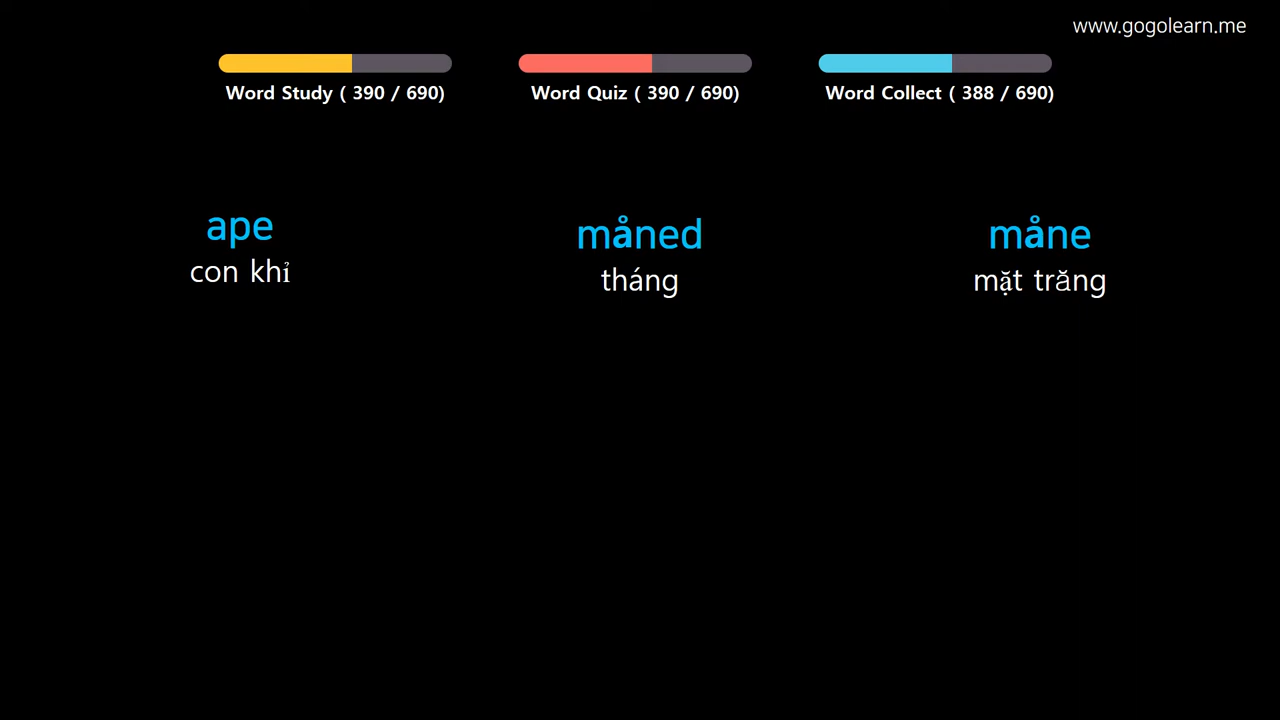 www.gogolearn.me
Word Study ( 390 / 690)
Word Quiz ( 390 / 690)
Word Collect ( 388 / 690)
ape
con khỉ
måned
tháng
måne
mặt trăng